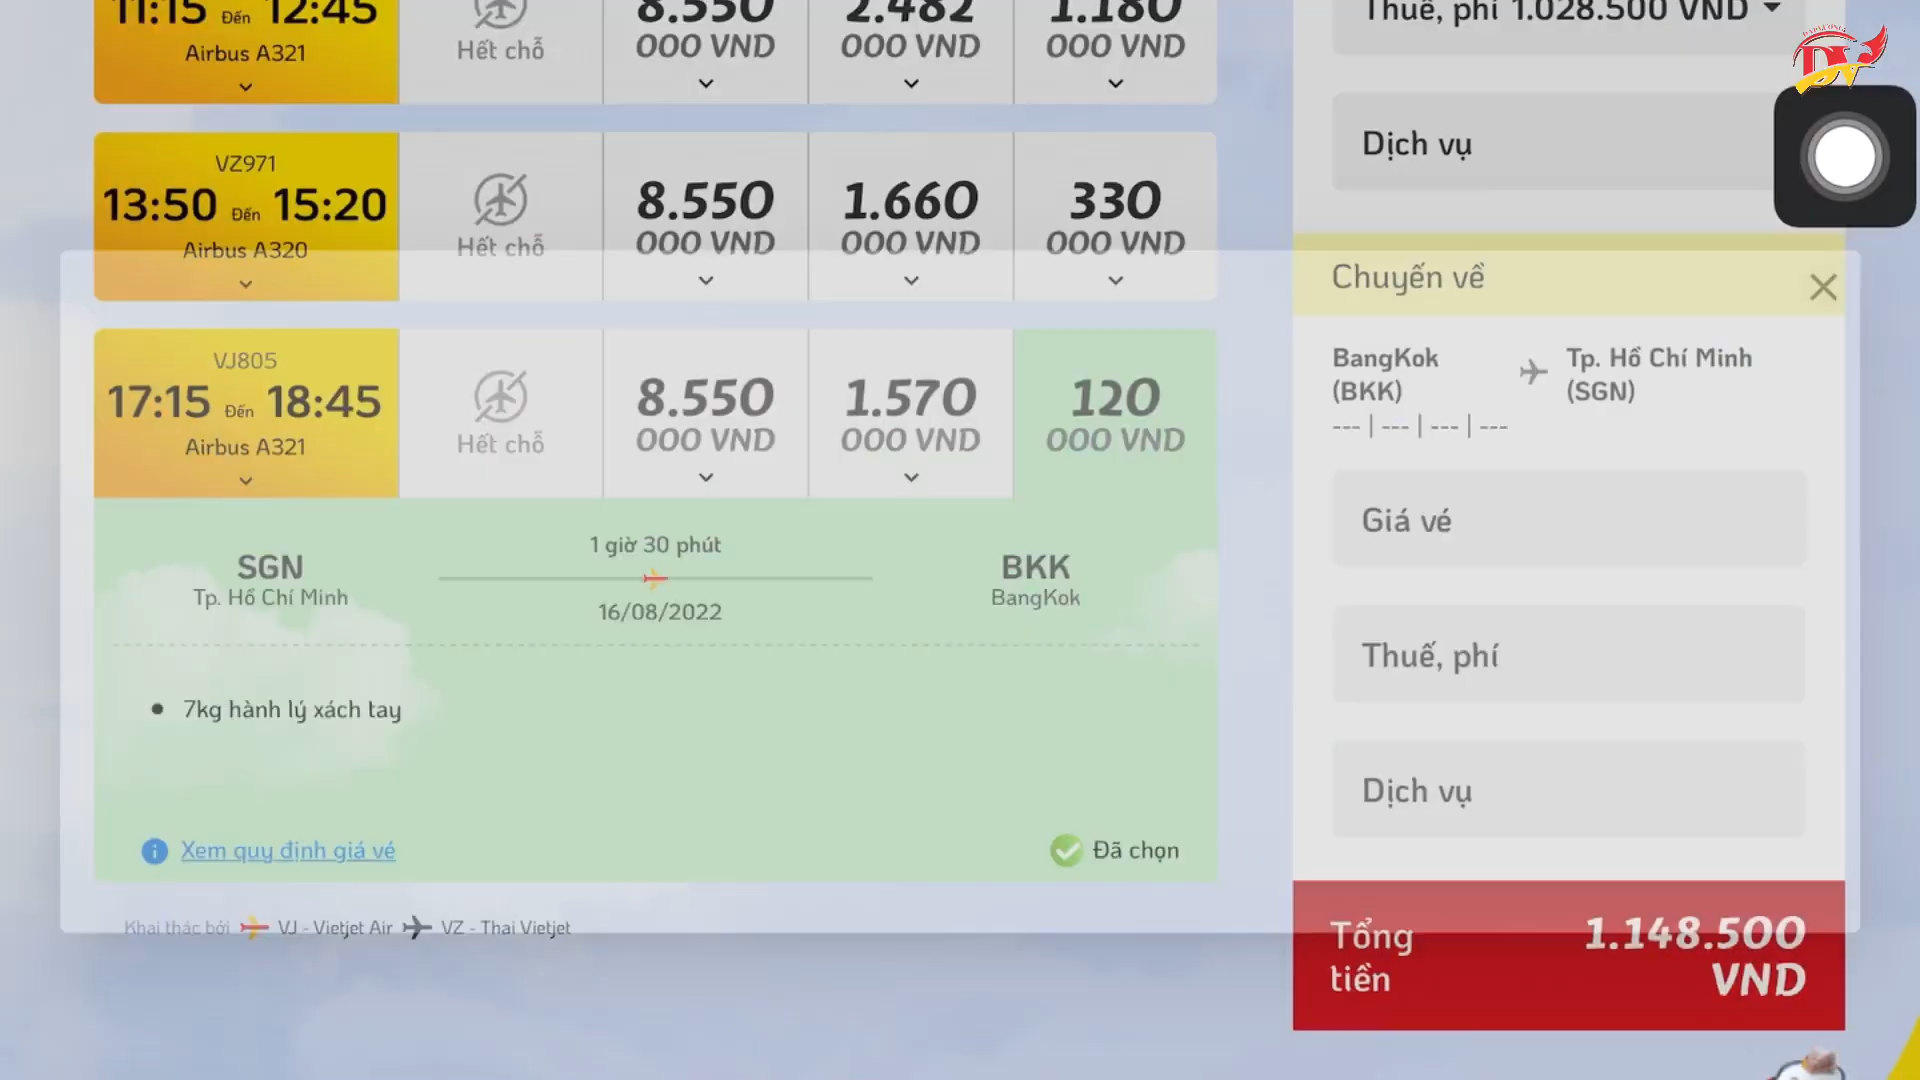 11:15 Đến 12:45
Airbus A321
Hết chỗ
8.550
000 VND
2.482
000 VND
1.180
000 VND
VZ971
13:50 Đến 15:20
Airbus A320
Hết chỗ
8.550
000 VND
1.660
000 VND
330
000 VND
VJ805
17:15 Đến 18:45
Airbus A321
Hết chỗ
8.550
000 VND
1.570
000 VND
120
000 VND
SGN
Tp. Hồ Chí Minh
1 giờ 30 phút
16/08/2022
BKK
BangKok
7kg hành lý xách tay
Xem quy định giá vé
Đã chọn
Khai thác bởi VJ - Vietjet Air VZ - Thai Vietjet
Thuế, phí 1.028.500 VND
Dịch vụ
Chuyến về
BangKok
(BKK)
Tp. Hồ Chí Minh
(SGN)
--- | --- | --- | ---
Giá vé
Thuế, phí
Dịch vụ
Tổng
tiền
1.148.500
VND